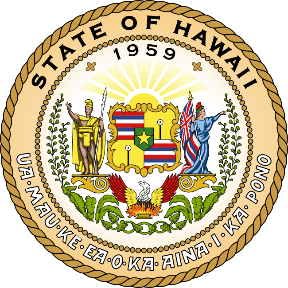 STATE OF HAWAII
1959
UA·MAU·KE·EA·O·KA·AINA·I·KA·PONO